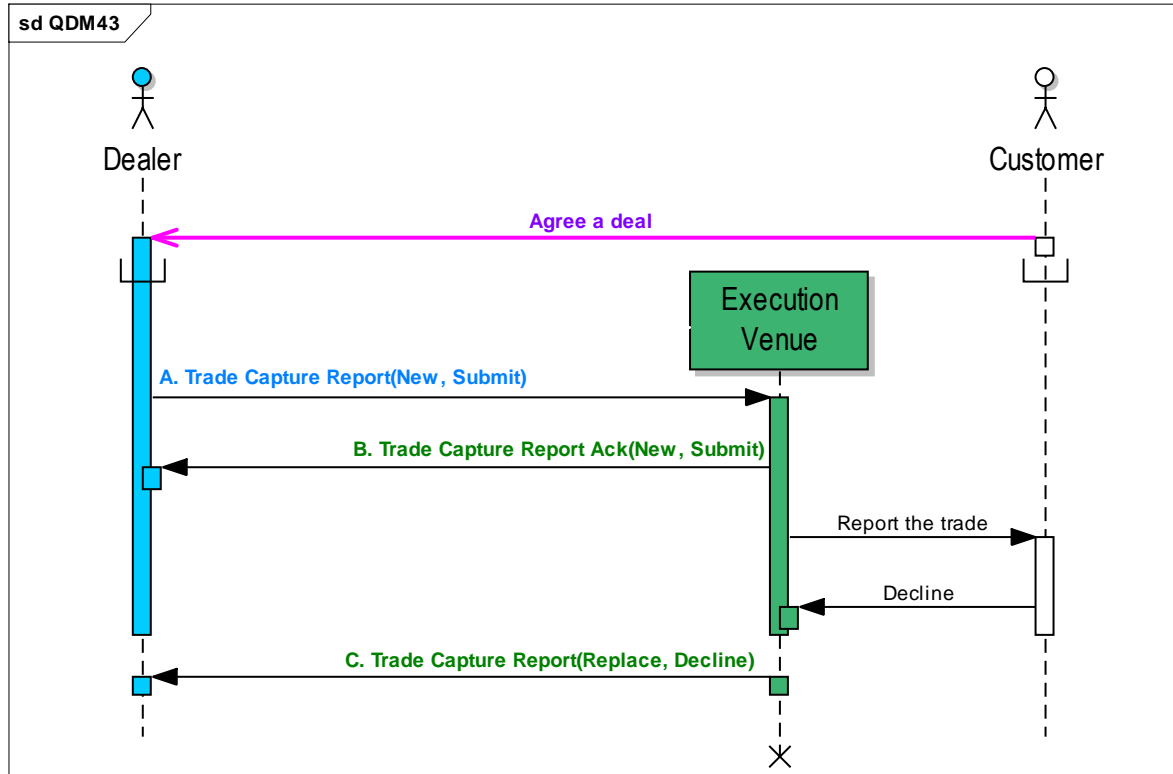 sd QDM43
Dealer
Customer
Agree a deal
Execution
Venue
A. Trade Capture Report(New, Submit)
B. Trade Capture Report Ack(New, Submit)
Report the trade
Decline
C. Trade Capture Report(Replace, Decline)